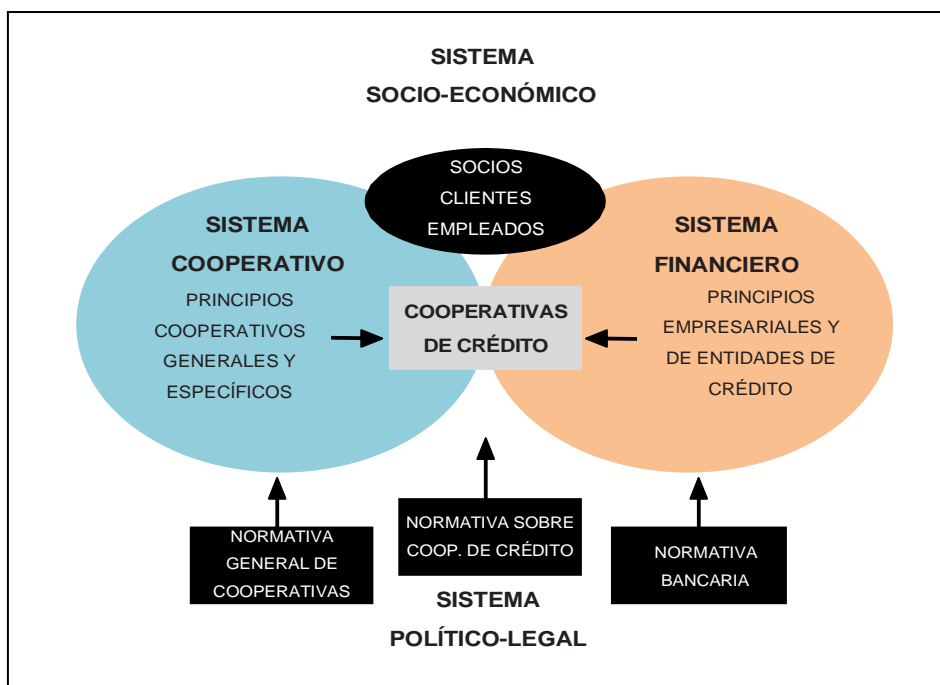 SISTEMA
SOCIO-ECONÓMICO
SOCIOS
CLIENTES
EMPLEADOS
SISTEMA
COOPERATIVO
PRINCIPIOS
COOPERATIVOS
GENERALES Y
ESPECÍFICOS
COOPERATIVAS
DE CRÉDITO
SISTEMA
FINANCIERO
PRINCIPIOS
EMPRESARIALES Y
DE ENTIDADES DE
CRÉDITO
NORMATIVA
GENERAL DE
COOPERATIVAS
NORMATIVA SOBRE
COOP. DE CRÉDITO
NORMATIVA
BANCARIA
SISTEMA
POLÍTICO-LEGAL